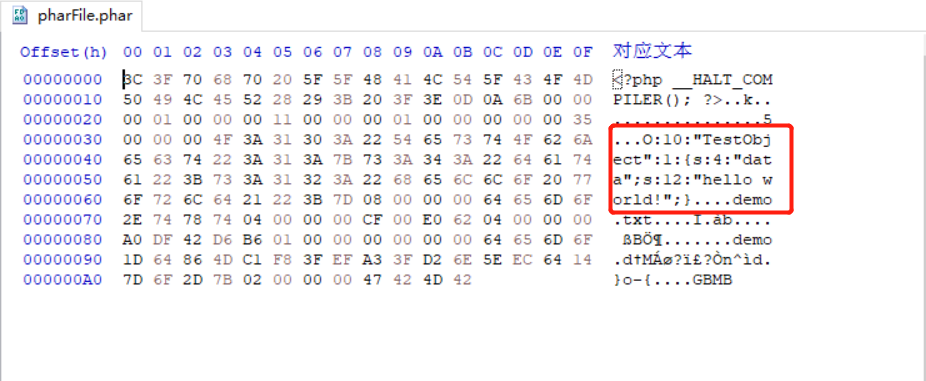 pharFile.phar
Offset(h) 00 01 02 03 04 05 06 07 08 09 0A 0B 0C 0D 0E 0F 对应文本
00000000 3C 3F 70 68 70 20 5F 5F 48 41 4C 54 5F 43 4F 4D <?php __HALT_COM
00000010 50 49 4C 45 52 28 29 3B 20 3F 3E 0D 0A 6B 00 00 PILER(); ?>..k..
00000020 00 01 00 00 00 11 00 00 00 01 00 00 00 00 00 35 ...............5
00000030 00 00 00 4F 3A 31 30 3A 22 54 65 73 74 4F 62 6A ...O:10:"TestObj
00000040 65 63 74 22 3A 31 3A 7B 73 3A 34 3A 22 64 61 74 ect":1:{s:4:"dat
00000050 61 22 3B 73 3A 31 32 3A 22 68 65 6C 6C 6F 20 77 a";s:12:"hello w
00000060 6F 72 6C 64 21 22 3B 7D 08 00 00 00 64 65 6D 6F orld!";}....demo
00000070 2E 74 78 74 04 00 00 00 CF 00 E0 62 04 00 00 00 .txt....Ï.àb....
00000080 A0 DF 42 D6 B6 01 00 00 00 00 00 00 64 65 6D 6F  ßBÖ¶.......demo
00000090 1D 64 86 4D C1 F8 3F EF A3 3F D2 6E 5E EC 64 14 .d†MÁø?ï£?Òn^ìd.
000000A0 7D 6F 2D 7B 02 00 00 00 47 42 4D 42 }o-{....GBMB